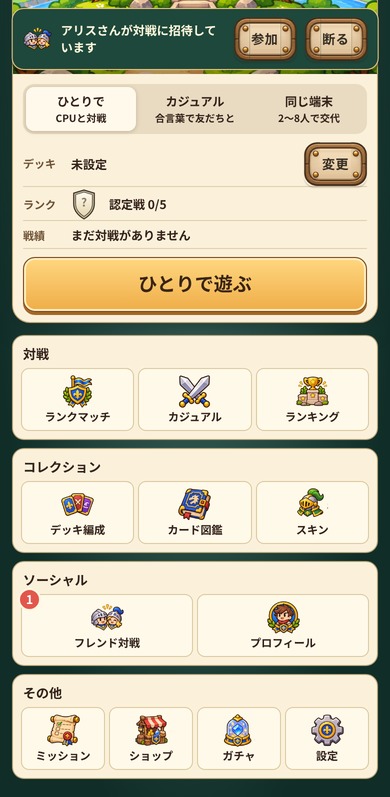 アリスさんが対戦に招待して
います
参加
断る
ひとりで
CPUと対戦
カジュアル
合言葉で友だちと
同じ端末
2〜8人で交代
デッキ 未設定
変更
ランク ? 認定戦 0/5
戦績 まだ対戦がありません
ひとりで遊ぶ
対戦
ランクマッチ
カジュアル
ランキング
コレクション
デッキ編成
カード図鑑
スキン
ソーシャル
1
フレンド対戦
プロフィール
その他
ミッション
ショップ
ガチャ
設定